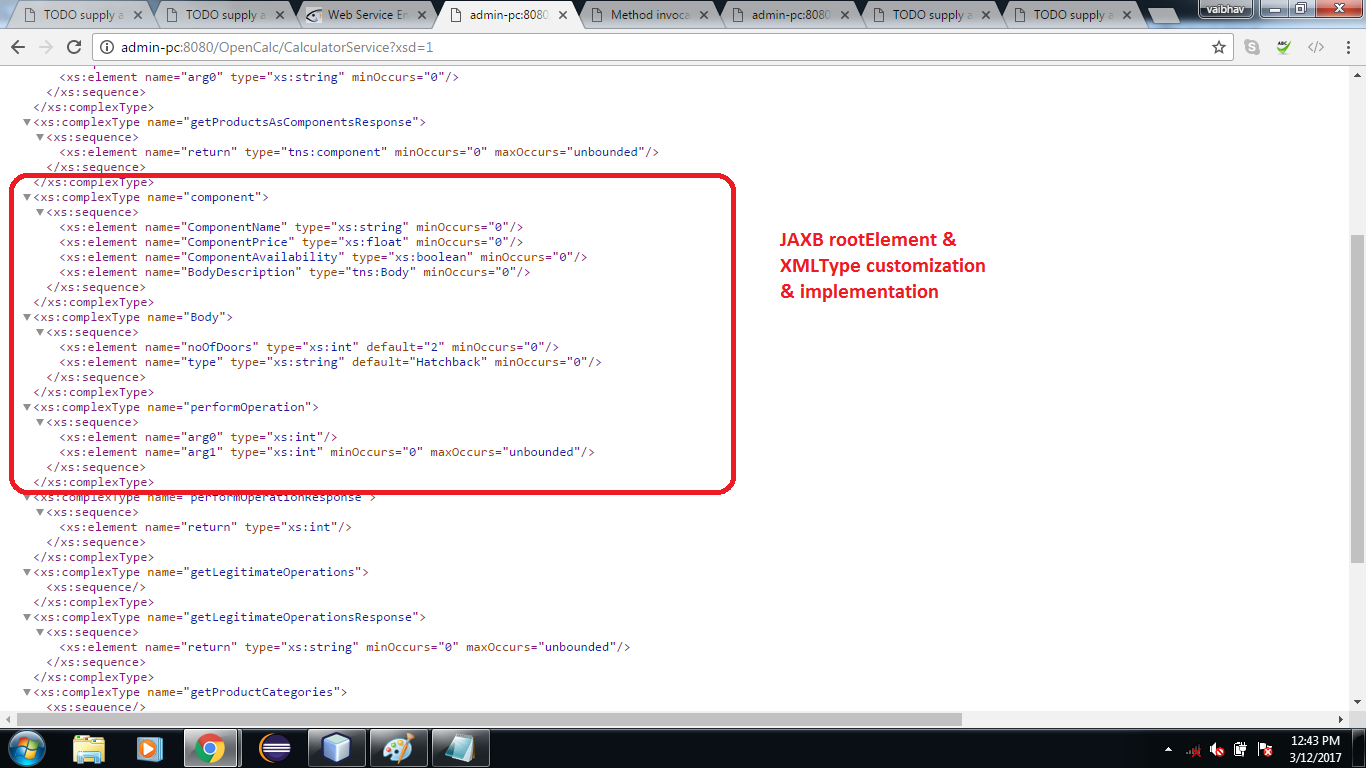 TODO supply a
TODO supply a
Web Service En
admin-pc:8080,
Method invoca
admin-pc:8080
TODO supply a
TODO supply a
vaibhav
admin-pc:8080/OpenCalc/CalculatorService?xsd=1
<xs:element name="arg0" type="xs:string" minOccurs="0"/>
</xs:sequence>
</xs:complexType>
<xs:complexType name="getProductsAsComponentsResponse">
<xs:sequence>
<xs:element name="return" type="tns:component" minOccurs="0" maxOccurs="unbounded"/>
</xs:sequence>
</xs:complexType>
<xs:complexType name="component">
<xs:sequence>
<xs:element name="ComponentName" type="xs:string" minOccurs="0"/>
<xs:element name="ComponentPrice" type="xs:float" minOccurs="0"/>
<xs:element name="ComponentAvailability" type="xs:boolean" minOccurs="0"/>
<xs:element name="BodyDescription" type="tns:Body" minOccurs="0"/>
</xs:sequence>
</xs:complexType>
<xs:complexType name="Body">
<xs:sequence>
<xs:element name="noOfDoors" type="xs:int" default="2" minOccurs="0"/>
<xs:element name="type" type="xs:string" default="Hatchback" minOccurs="0"/>
</xs:sequence>
</xs:complexType>
<xs:complexType name="performOperation">
<xs:sequence>
<xs:element name="arg0" type="xs:int"/>
<xs:element name="arg1" type="xs:int" minOccurs="0" maxOccurs="unbounded"/>
</xs:sequence>
</xs:complexType>
<xs:complexType name="performOperationResponse">
<xs:sequence>
<xs:element name="return" type="xs:int"/>
</xs:sequence>
</xs:complexType>
<xs:complexType name="getLegitimateOperations">
<xs:sequence/>
</xs:complexType>
<xs:complexType name="getLegitimateOperationsResponse">
<xs:sequence>
<xs:element name="return" type="xs:string" minOccurs="0" maxOccurs="unbounded"/>
</xs:sequence>
</xs:complexType>
<xs:complexType name="getProductCategories">
<xs:sequence/>
JAXB rootElement &
XMLType customization
& implementation
12:43 PM
3/12/2017